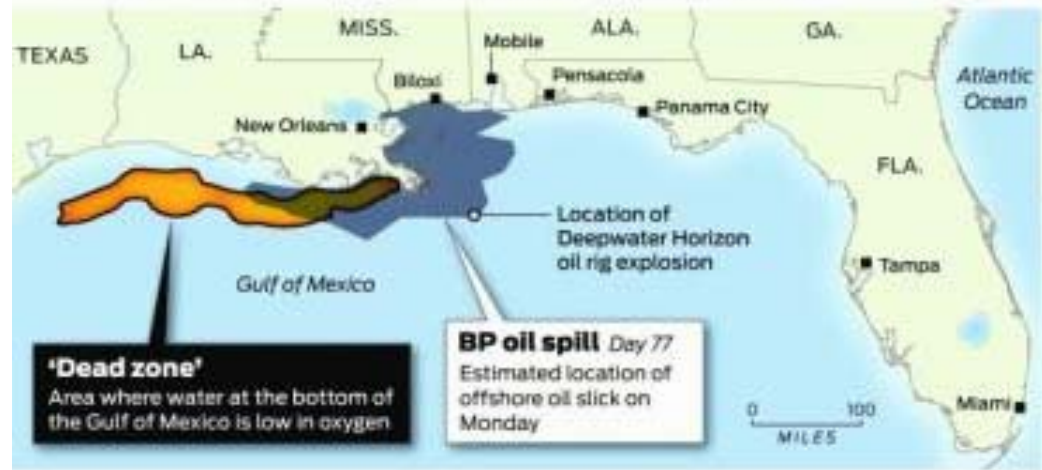 MISS.
ALA.
GA.
TEXAS
LA.
Mobile
Biloxi
Pensacola
Atlantic
Ocean
Panama City
New Orleans
FLA.
Location of
Deepwater Horizon
oil rig explosion
Tampa
Gulf of Mexico
'Dead zone'
Area where water at the bottom of
the Gulf of Mexico is low in oxygen
BP oil spill Day 77
Estimated location of
offshore oil slick on
Monday
0 100
MILES
Miami